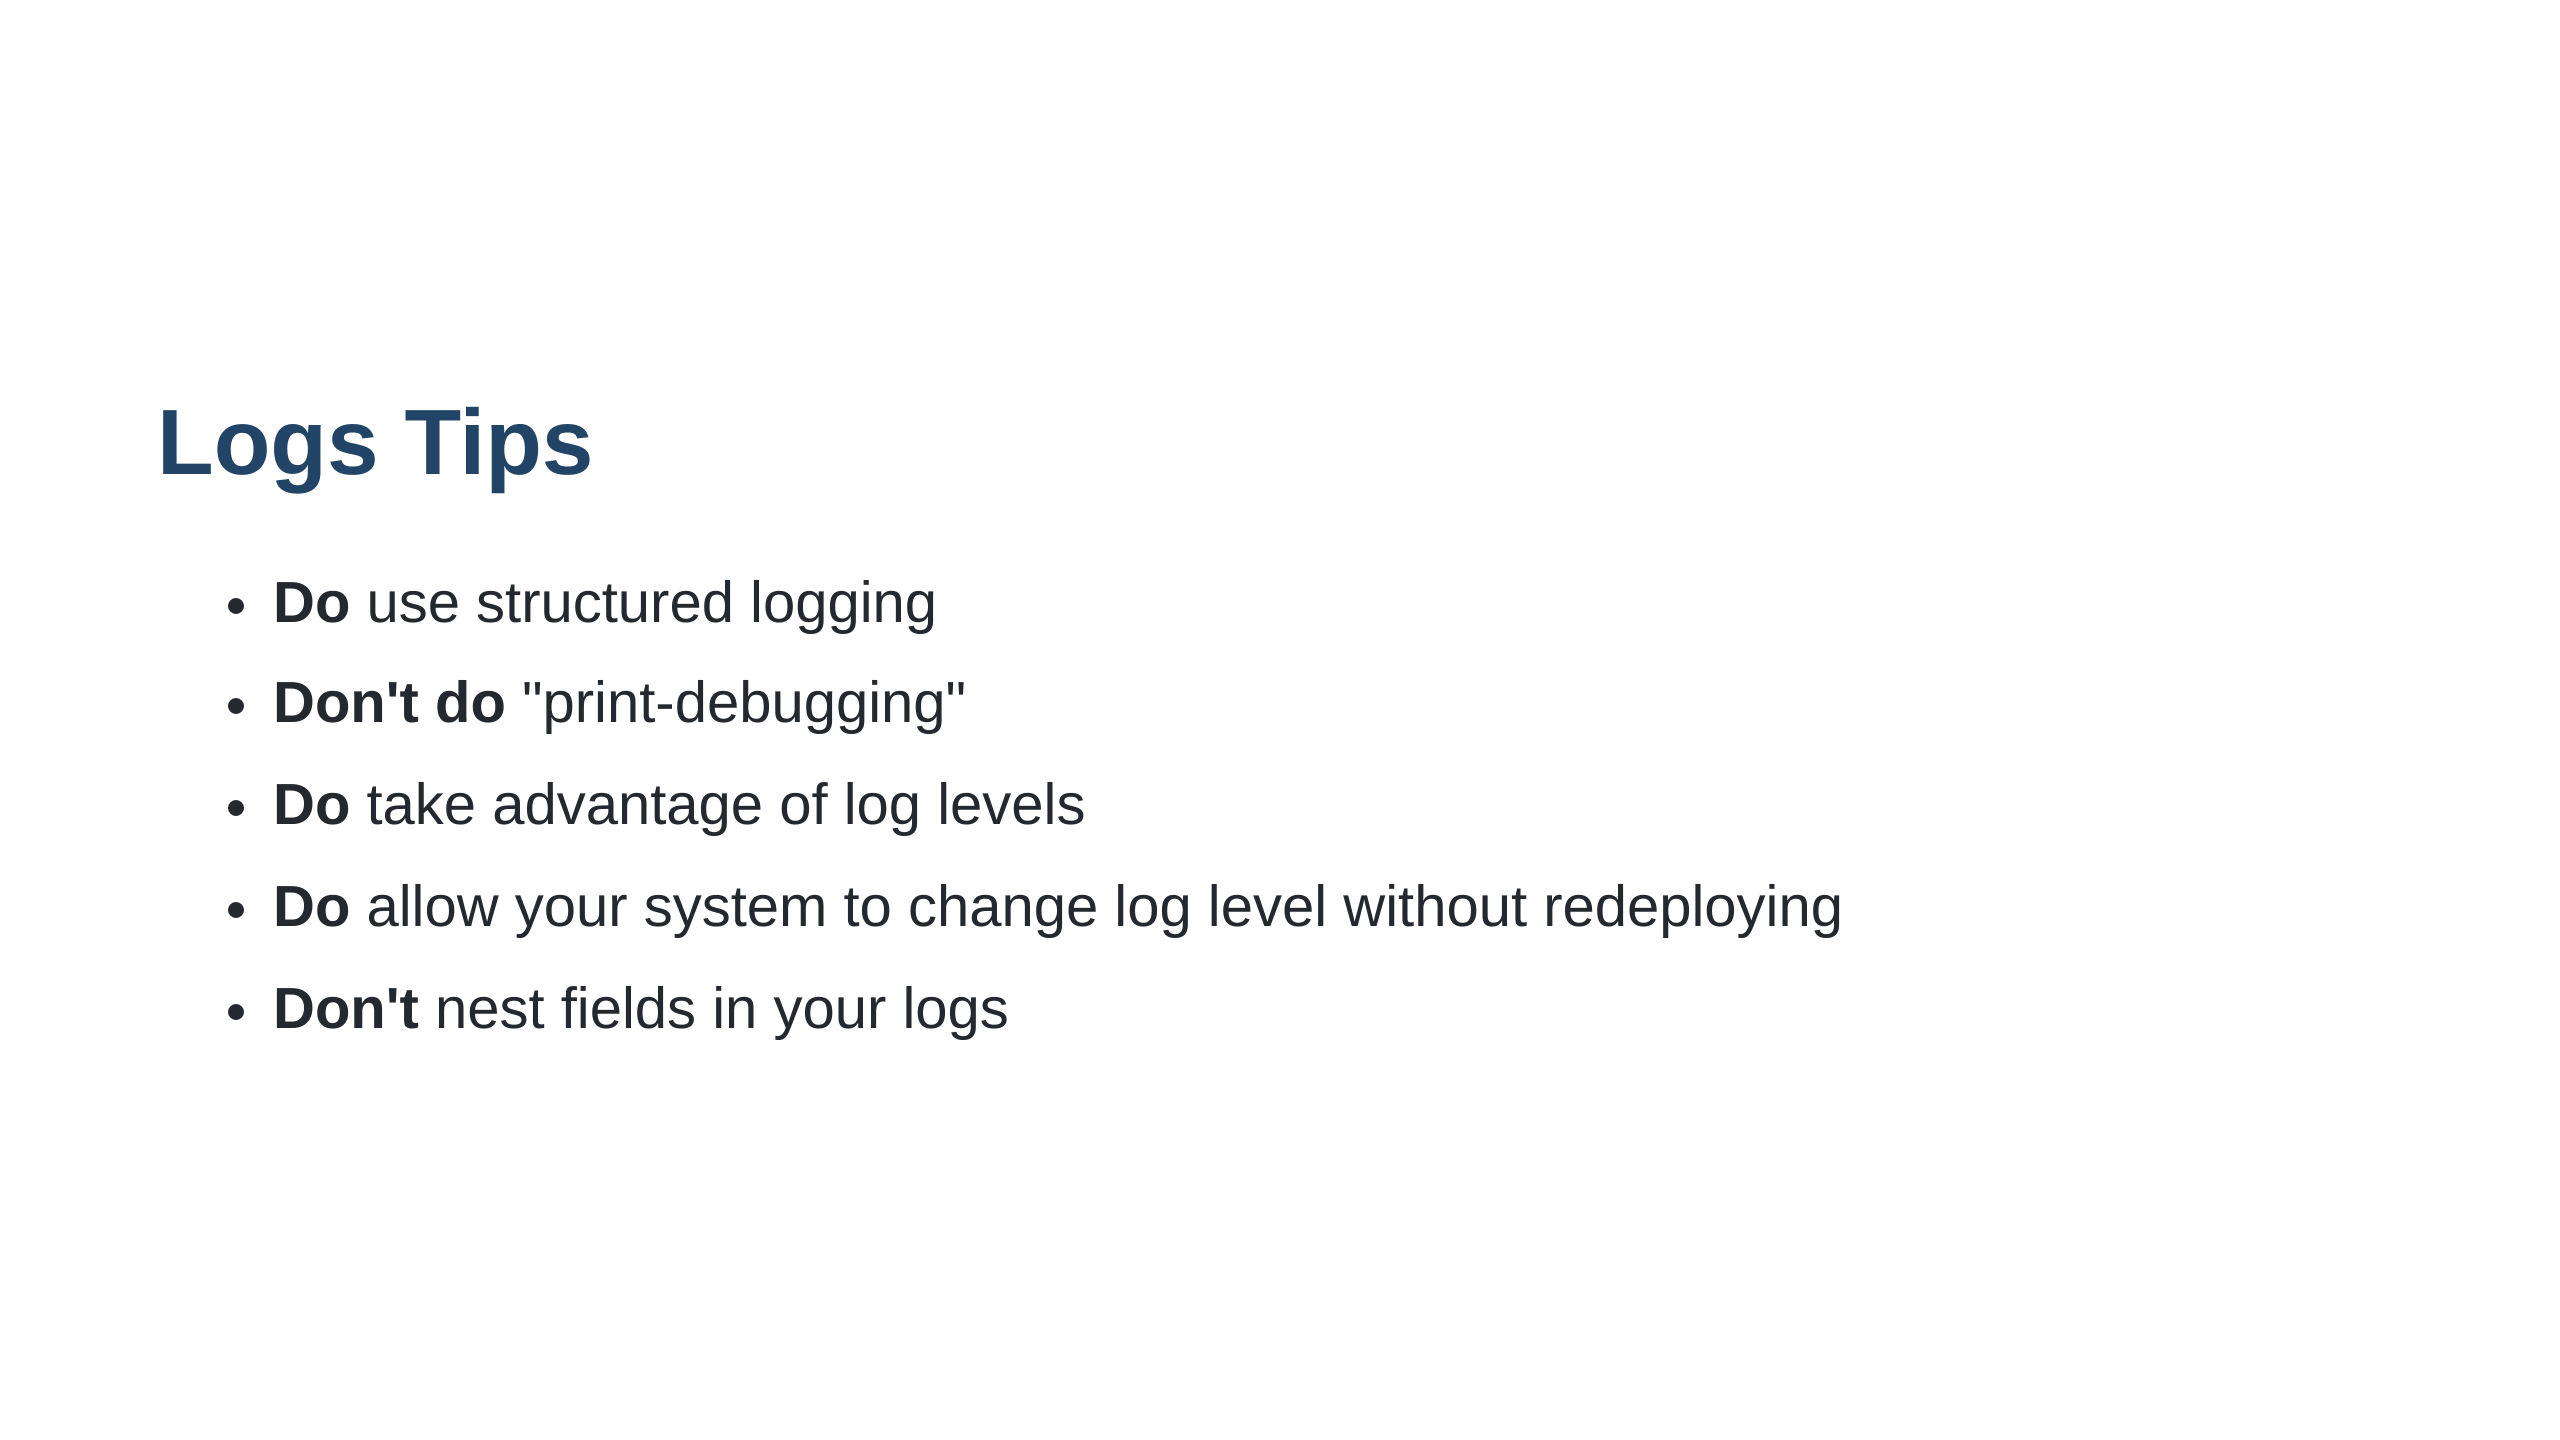 Logs Tips
• Do use structured logging
• Don't do "print-debugging"
• Do take advantage of log levels
• Do allow your system to change log level without redeploying
• Don't nest fields in your logs